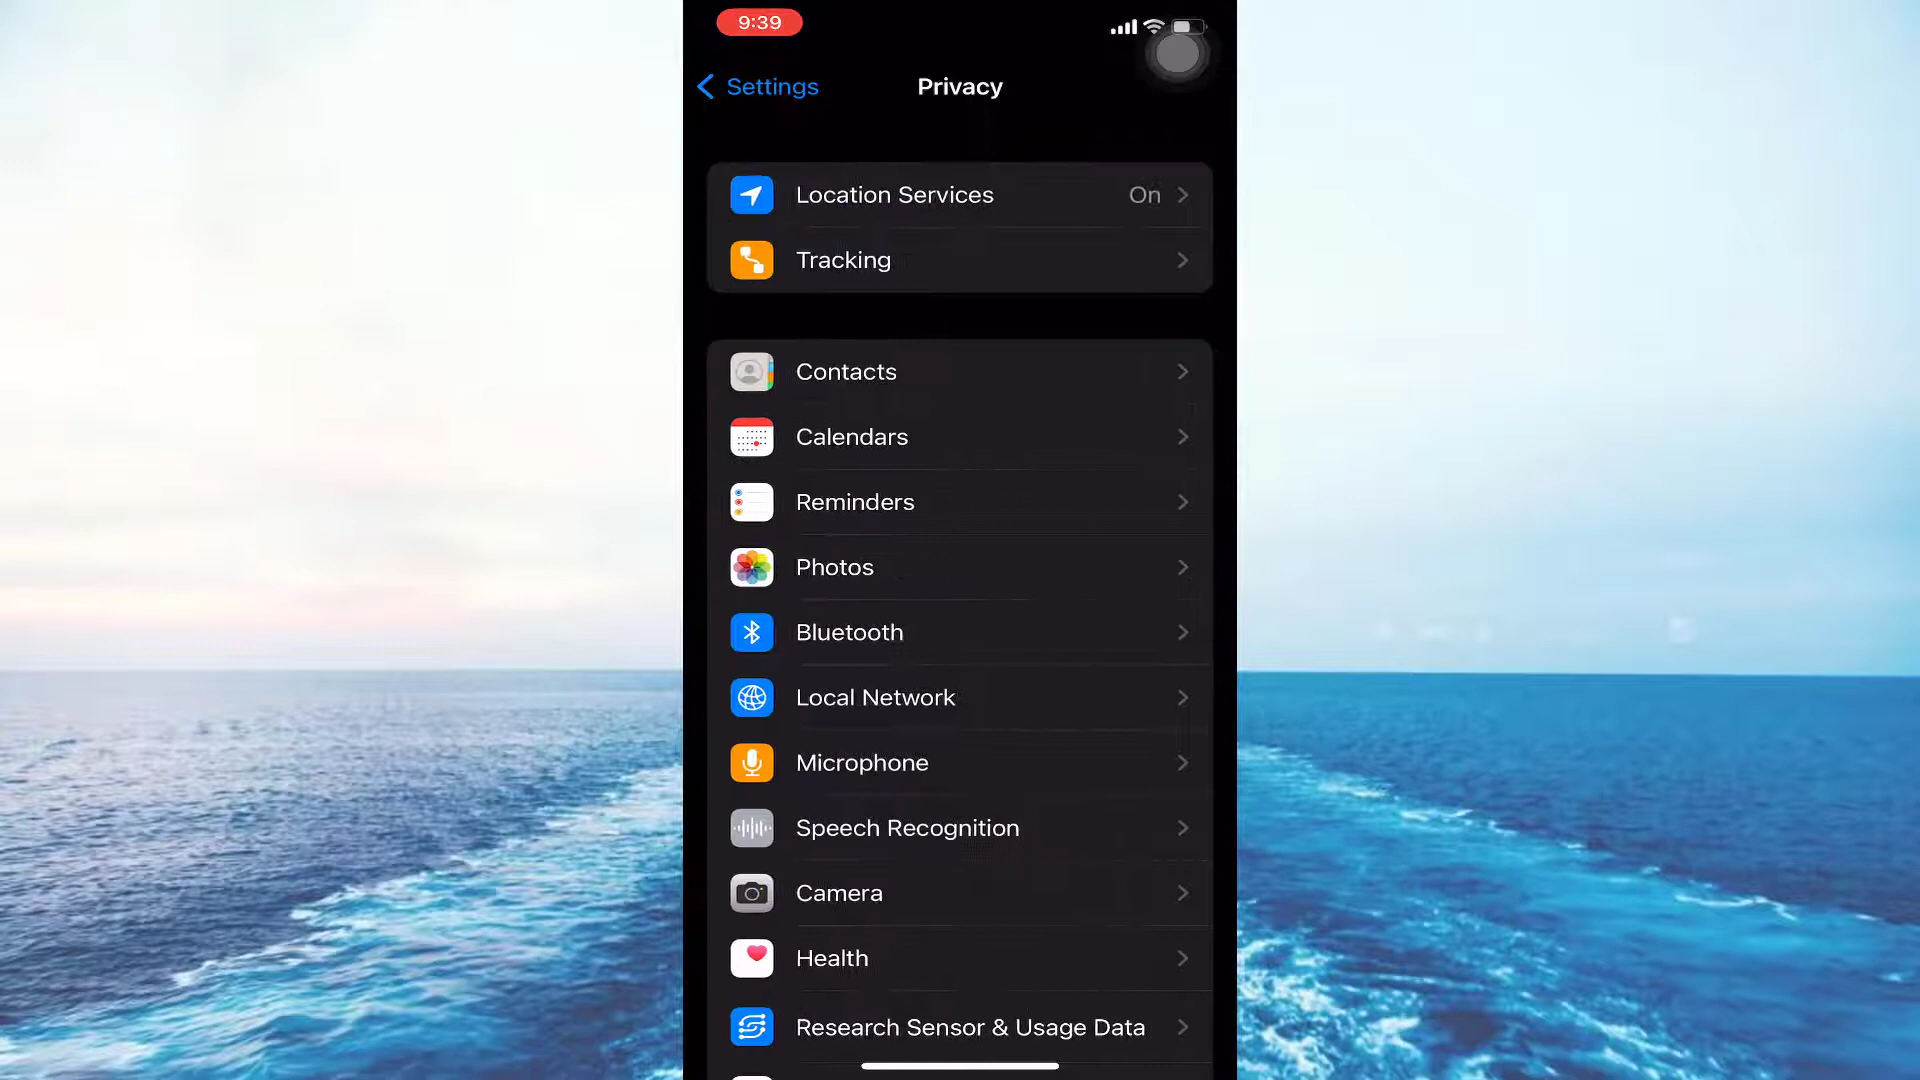 9:39
Settings
Privacy
Location Services On
Tracking
Contacts
Calendars
Reminders
Photos
Bluetooth
Local Network
Microphone
Speech Recognition
Camera
Health
Research Sensor & Usage Data